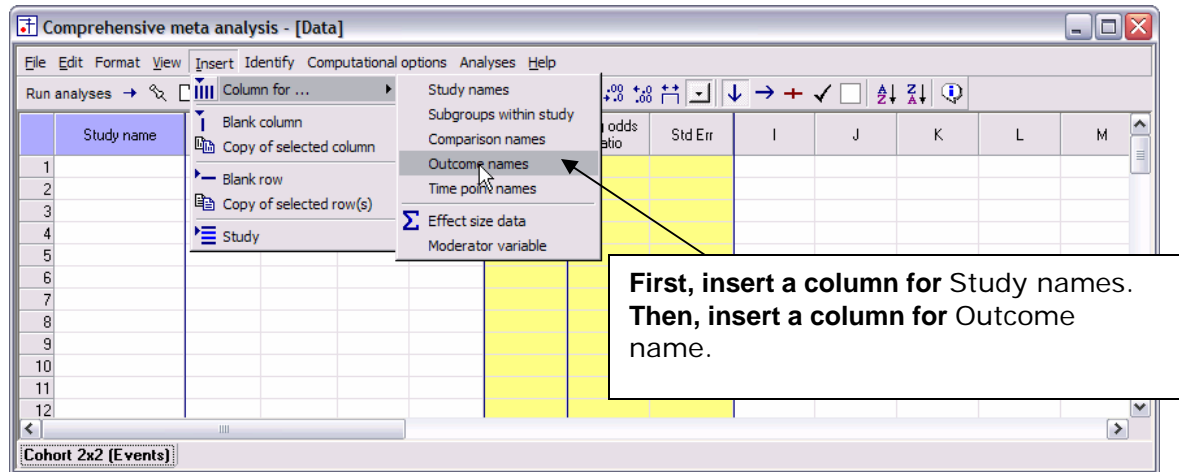 Comprehensive meta analysis - [Data]
File Edit Format View Insert Identify Computational options Analyses Help
Run analyses
Column for ...
Blank column
Copy of selected column
Blank row
Copy of selected row(s)
Study
Study names
Subgroups within study
Comparison names
Outcome names
Time point names
Effect size data
Moderator variable
Study name odds Std Err I J K L M
1
2
3
4
5
6
7
8
9
10
11
12
First, insert a column for Study names.
Then, insert a column for Outcome
name.
Cohort 2x2 (Events)